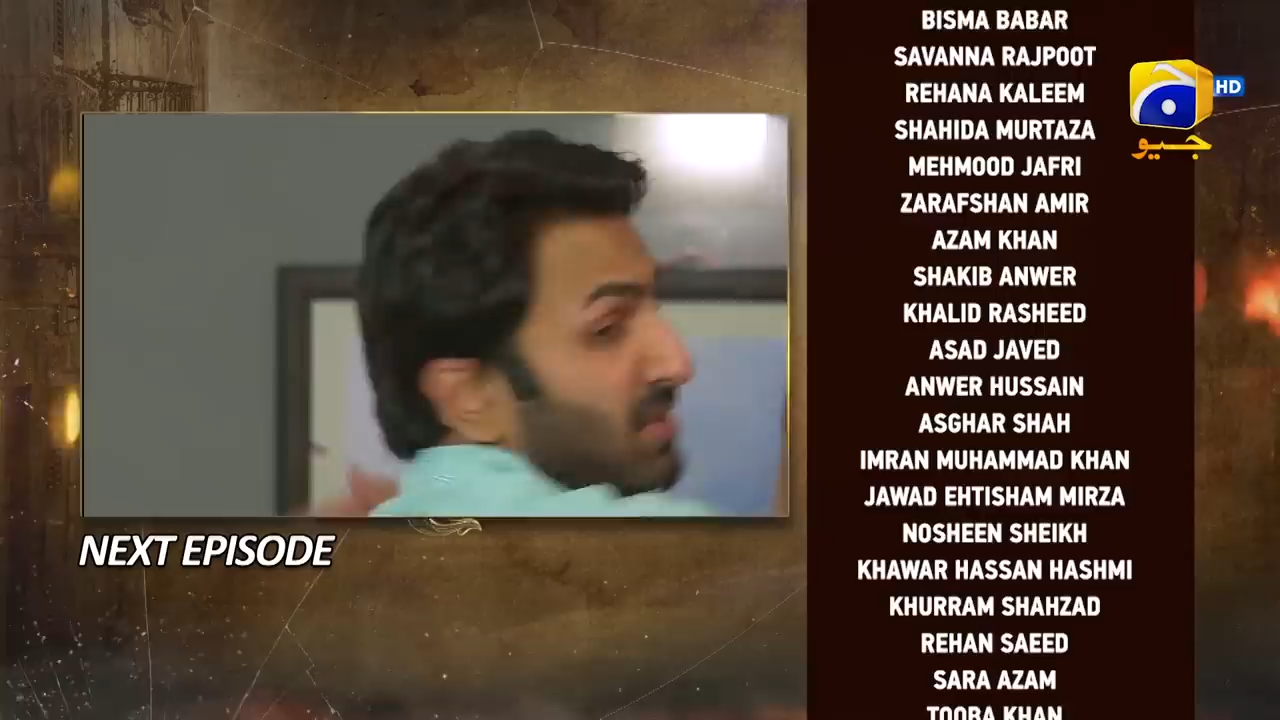 BISMA BABAR
SAVANNA RAJPOOT
REHANA KALEEM
SHAHIDA MURTAZA
MEHMOOD JAFRI
ZARAFSHAN AMIR
AZAM KHAN
SHAKIB ANWER
KHALID RASHEED
ASAD JAVED
ANWER HUSSAIN
ASGHAR SHAH
IMRAN MUHAMMAD KHAN
JAWAD EHTISHAM MIRZA
NOSHEEN SHEIKH
KHAWAR HASSAN HASHMI
KHURRAM SHAHZAD
REHAN SAEED
SARA AZAM
TOOBA KHAN
HD
جیو
NEXT EPISODE